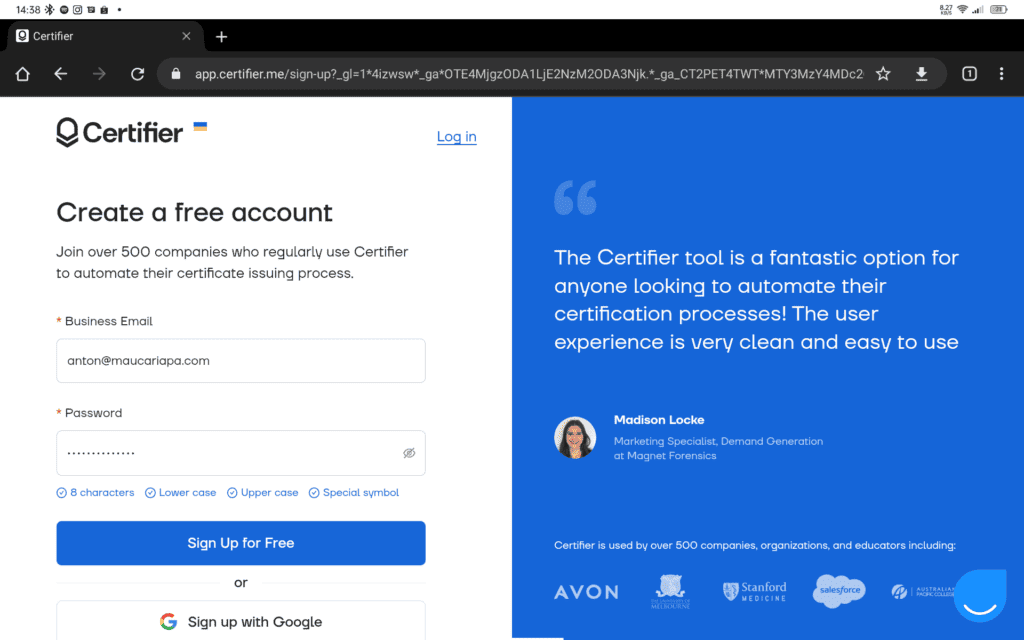 14:38
8.27
KB/S
Certifier
app.certifier.me/sign-up?_gl=1*4izwsw*_ga*OTE4MjgzODA1LjE2NzM2ODA3Njk.*_ga_CT2PET4TWT*MTY3MzY4MDc2
1
Certifier
Log in
Create a free account
Join over 500 companies who regularly use Certifier
to automate their certificate issuing process.
* Business Email
anton@maucariapa.com
* Password
8 characters Lower case Upper case Special symbol
Sign Up for Free
or
Sign up with Google
The Certifier tool is a fantastic option for
anyone looking to automate their
certification processes! The user
experience is very clean and easy to use
Madison Locke
Marketing Specialist, Demand Generation
at Magnet Forensics
Certifier is used by over 500 companies, organizations, and educators including:
AVON
THE UNIVERSITY OF
MELBOURNE
Stanford
MEDICINE
salesforce
AUSTRALIA
PACIFIC COLLEGE